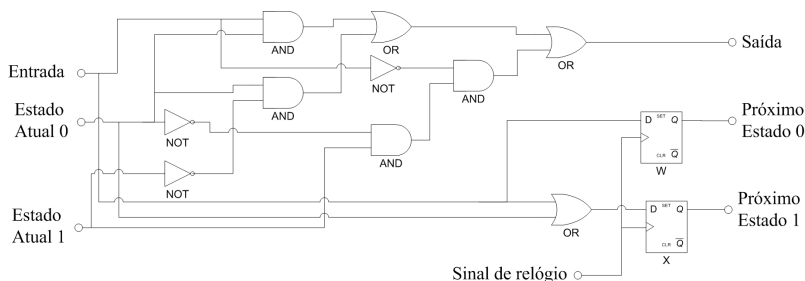 AND
OR
Saída
OR
Entrada
NOT
AND
AND
Estado
Atual 0
NOT
AND
D SET Q
CLR Q
W
Próximo
Estado 0
NOT
Estado
Atual 1
OR
D SET Q
CLR Q
X
Próximo
Estado 1
Sinal de relógio